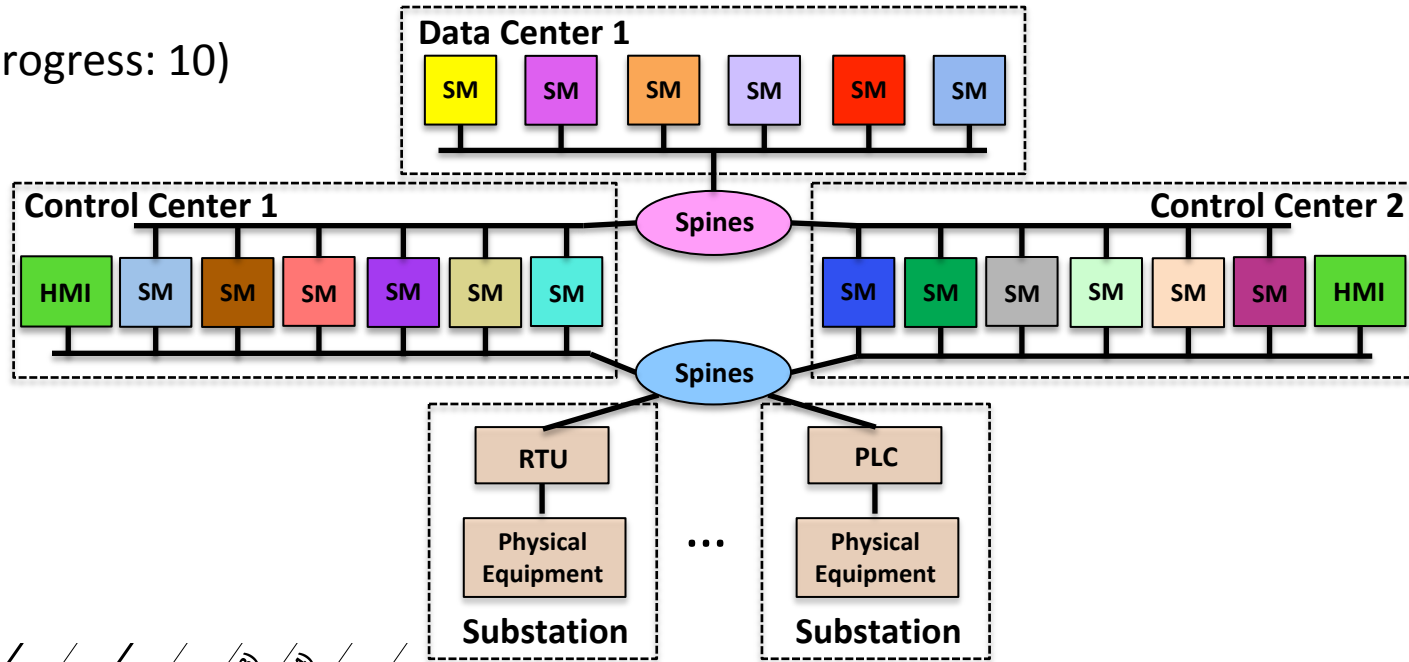 rogress: 10)
Data Center 1
SM SM SM SM SM SM
Control Center 1
Spines
Control Center 2
HMI SM SM SM SM SM SM
SM SM SM SM SM SM HMI
Spines
RTU
PLC
Physical
Equipment
...
Physical
Equipment
Substation
Substation